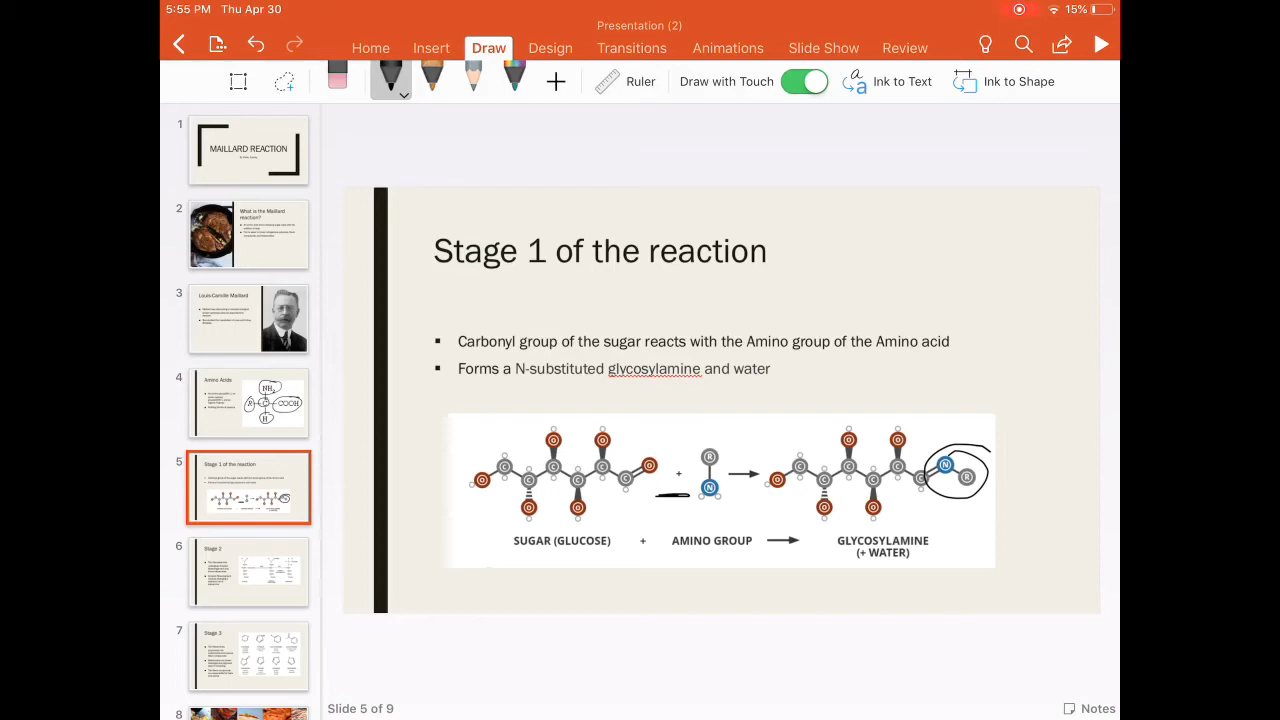 5:55 PM Thu Apr 30
15%
Presentation (2)
Home Insert Draw Design Transitions Animations Slide Show Review
Ruler Draw with Touch Ink to Text Ink to Shape
1
MAILLARD REACTION
2
What is the Maillard
reaction?
3
Louis-Camille Maillard
4
Amino Acids
NH2
R C COOH
H
5
Stage 1 of the reaction
6
Stage 2
7
Stage 3
8
Stage 1 of the reaction
Carbonyl group of the sugar reacts with the Amino group of the Amino acid
Forms a N-substituted glycosylamine and water
O C C C C C C O O O O O + R N O C C C C C C O O O O N R
SUGAR (GLUCOSE) + AMINO GROUP GLYCOSYLAMINE
(+ WATER)
Slide 5 of 9
Notes